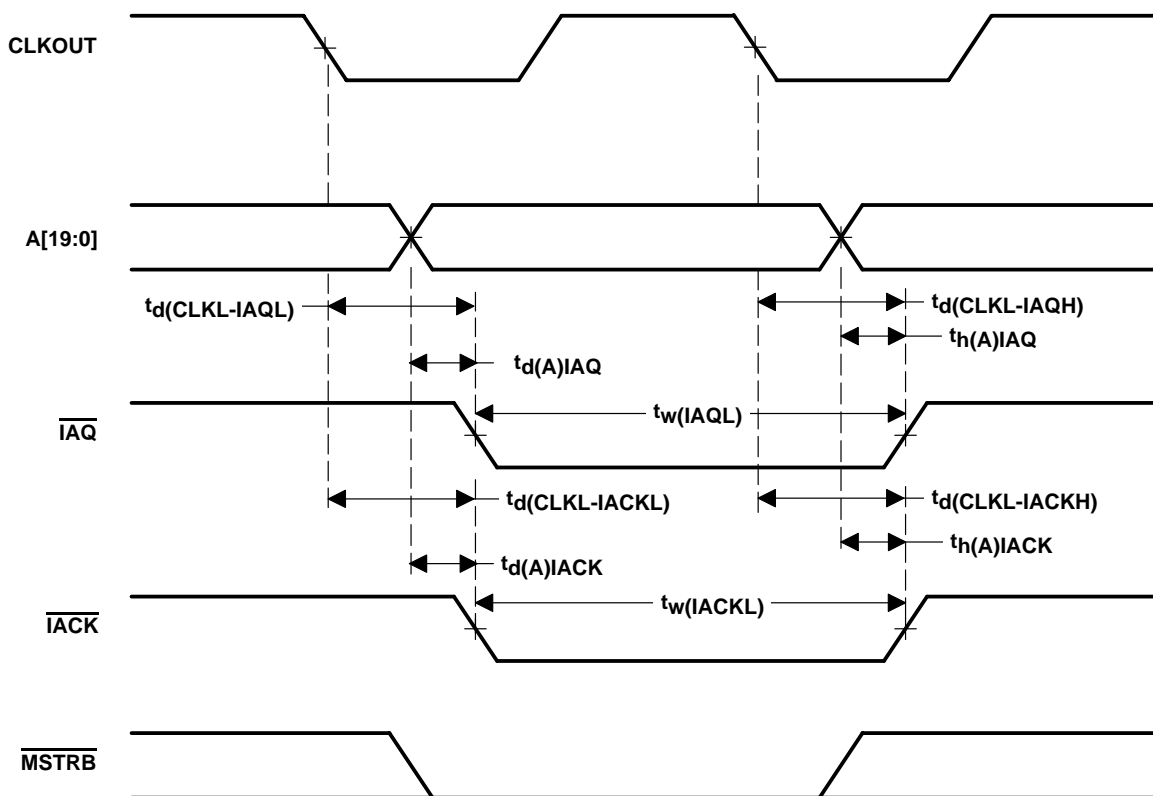 CLKOUT
A[19:0]
td(CLKL-IAQL)
td(CLKL-IAQH)
th(A)IAQ
td(A)IAQ
tw(IAQL)
IAQ
td(CLKL-IACKL)
td(CLKL-IACKH)
th(A)IACK
td(A)IACK
tw(IACKL)
IACK
MSTRB